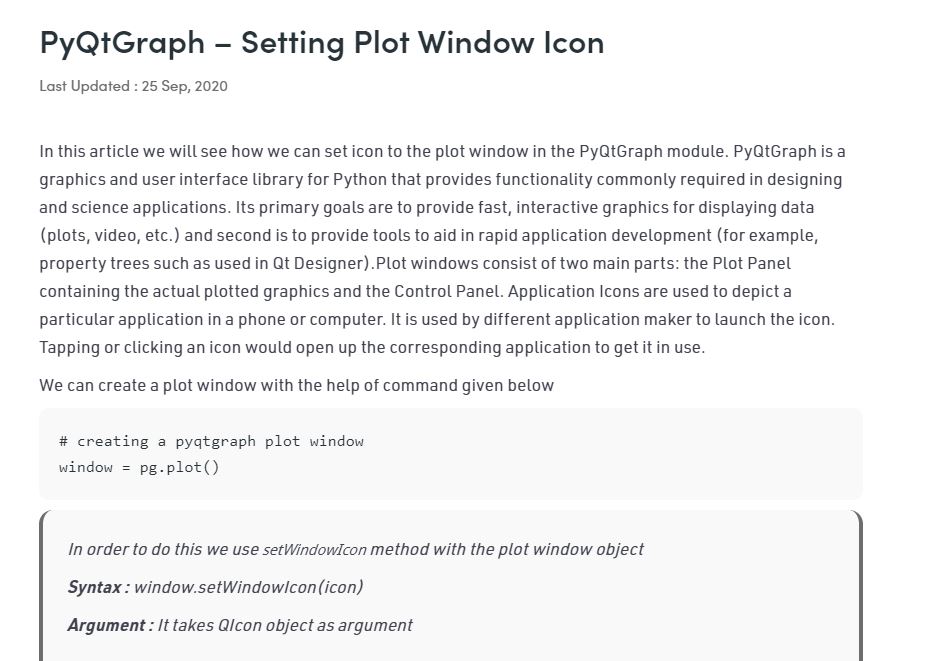 PyQtGraph – Setting Plot Window Icon
Last Updated : 25 Sep, 2020
In this article we will see how we can set icon to the plot window in the PyQtGraph module. PyQtGraph is a
graphics and user interface library for Python that provides functionality commonly required in designing
and science applications. Its primary goals are to provide fast, interactive graphics for displaying data
(plots, video, etc.) and second is to provide tools to aid in rapid application development (for example,
property trees such as used in Qt Designer).Plot windows consist of two main parts: the Plot Panel
containing the actual plotted graphics and the Control Panel. Application Icons are used to depict a
particular application in a phone or computer. It is used by different application maker to launch the icon.
Tapping or clicking an icon would open up the corresponding application to get it in use.
We can create a plot window with the help of command given below
# creating a pyqtgraph plot window
window = pg.plot()
In order to do this we use setWindowIcon method with the plot window object
Syntax : window.setWindowIcon(icon)
Argument : It takes QIcon object as argument